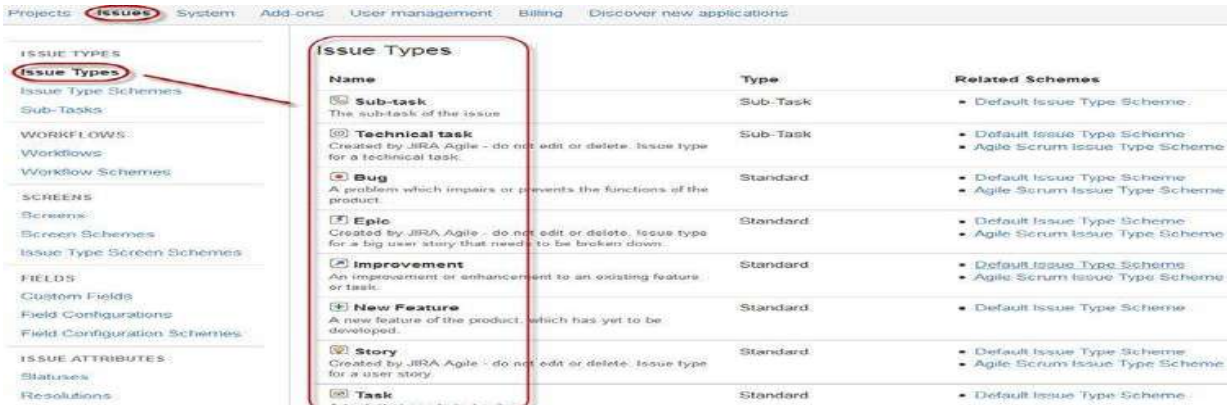 Projects Issues System Add-ons User management Billing Discover new applications
ISSUE TYPES
Issue Types
Issue Type Schemes
Sub-Tasks
WORKFLOWS
Workflows
Workflow Schemes
SCREENS
Screens
Screen Schemes
Issue Type Screen Schemes
FIELDS
Custom Fields
Field Configurations
Field Configuration Schemes
ISSUE ATTRIBUTES
Statuses
Resolutions
Issue Types
Name Type Related Schemes
Sub-task Sub-Task • Default Issue Type Scheme
The sub-task of the issue
Technical task Sub-Task • Default Issue Type Scheme
Created by JIRA Agile - do not edit or delete. Issue type • Agile Scrum Issue Type Scheme
for a technical task.
Bug Standard • Default Issue Type Scheme
A problem which impairs or prevents the functions of the • Agile Scrum Issue Type Scheme
product.
Epic Standard • Default Issue Type Scheme
Created by JIRA Agile - do not edit or delete. Issue type • Agile Scrum Issue Type Scheme
for a big user story that needs to be broken down.
Improvement Standard • Default Issue Type Scheme
An improvement or enhancement to an existing feature • Agile Scrum Issue Type Scheme
or task.
New Feature Standard • Default Issue Type Scheme
A new feature of the product, which has yet to be
developed.
Story Standard • Default Issue Type Scheme
Created by JIRA Agile - do not edit or delete. Issue type • Agile Scrum Issue Type Scheme
for a user story.
Task Standard • Default Issue Type Scheme